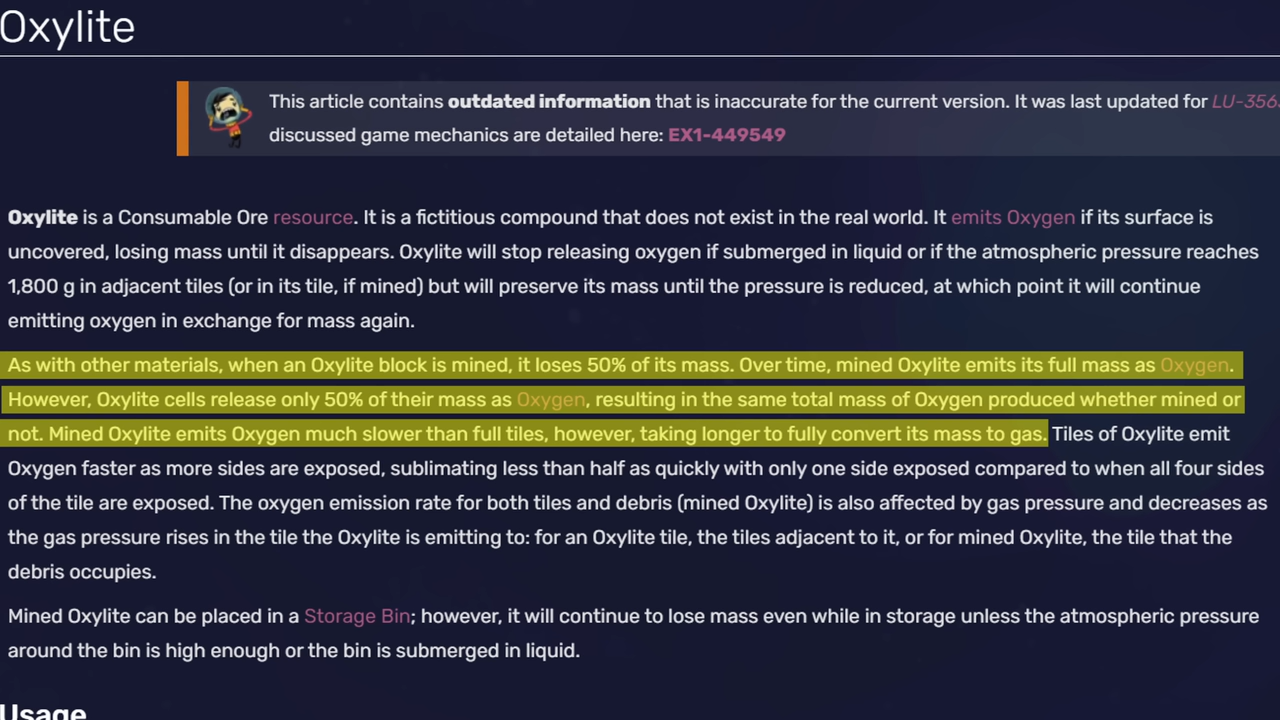 Oxylite
This article contains outdated information that is inaccurate for the current version. It was last updated for LU-356
discussed game mechanics are detailed here: EX1-449549
Oxylite is a Consumable Ore resource. It is a fictitious compound that does not exist in the real world. It emits Oxygen if its surface is
uncovered, losing mass until it disappears. Oxylite will stop releasing oxygen if submerged in liquid or if the atmospheric pressure reaches
1,800 g in adjacent tiles (or in its tile, if mined) but will preserve its mass until the pressure is reduced, at which point it will continue
emitting oxygen in exchange for mass again.
As with other materials, when an Oxylite block is mined, it loses 50% of its mass. Over time, mined Oxylite emits its full mass as Oxygen.
However, Oxylite cells release only 50% of their mass as Oxygen, resulting in the same total mass of Oxygen produced whether mined or
not. Mined Oxylite emits Oxygen much slower than full tiles, however, taking longer to fully convert its mass to gas. Tiles of Oxylite emit
Oxygen faster as more sides are exposed, sublimating less than half as quickly with only one side exposed compared to when all four sides
of the tile are exposed. The oxygen emission rate for both tiles and debris (mined Oxylite) is also affected by gas pressure and decreases as
the gas pressure rises in the tile the Oxylite is emitting to: for an Oxylite tile, the tiles adjacent to it, or for mined Oxylite, the tile that the
debris occupies.
Mined Oxylite can be placed in a Storage Bin; however, it will continue to lose mass even while in storage unless the atmospheric pressure
around the bin is high enough or the bin is submerged in liquid.
Usage